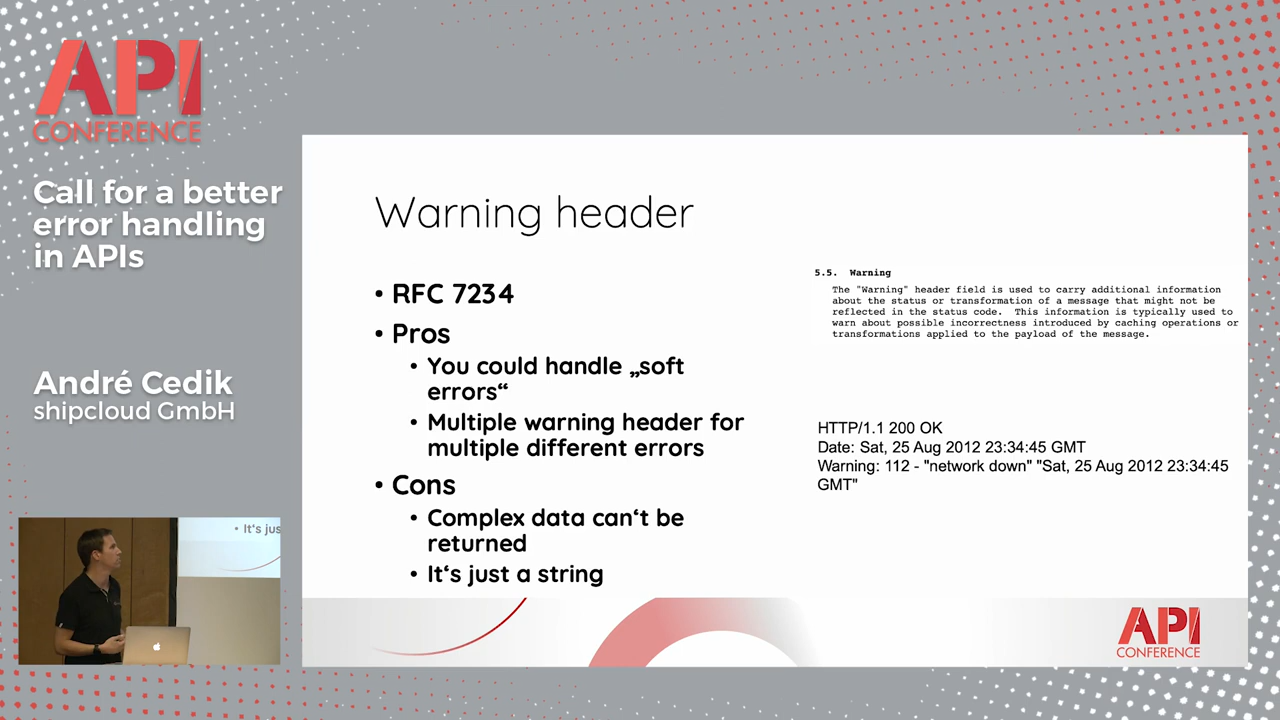 API
CONFERENCE
Call for a better
error handling
in APIs
André Cedik
shipcloud GmbH
Warning header
• RFC 7234
• Pros
• You could handle „soft
errors“
• Multiple warning header for
multiple different errors
• Cons
• Complex data can‘t be
returned
• It‘s just a string
5.5. Warning
The "Warning" header field is used to carry additional information
about the status or transformation of a message that might not be
reflected in the status code. This information is typically used to
warn about possible incorrectness introduced by caching operations or
transformations applied to the payload of the message.
HTTP/1.1 200 OK
Date: Sat, 25 Aug 2012 23:34:45 GMT
Warning: 112 - "network down" "Sat, 25 Aug 2012 23:34:45
GMT"
• It's jus
API
CONFERENCE